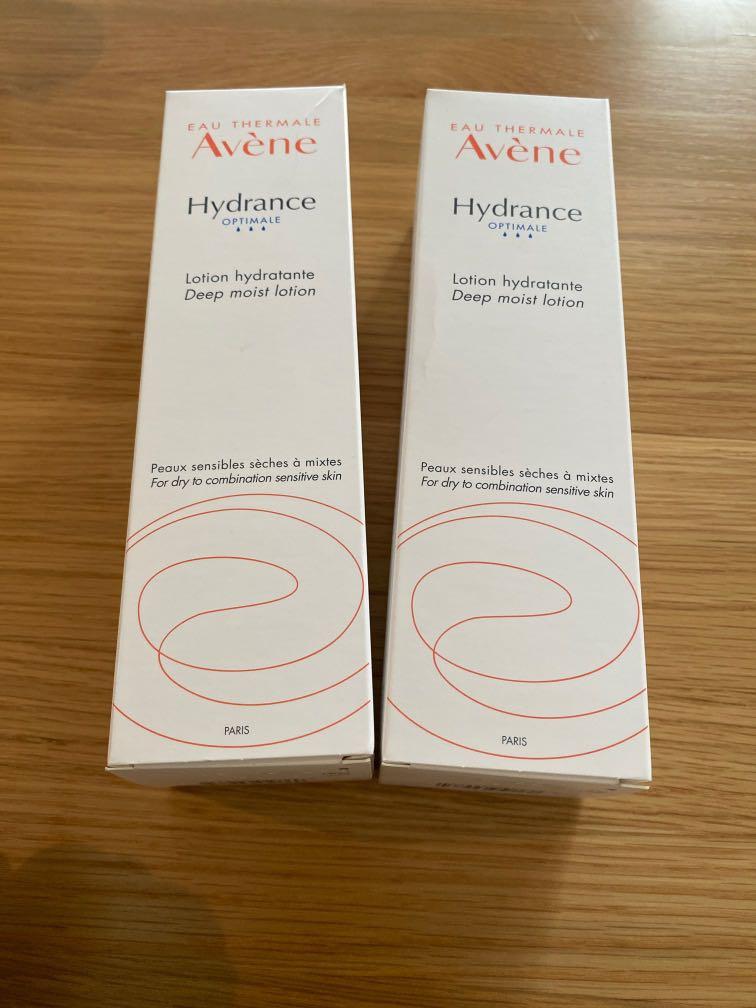 EAU THERMALE
Avène
Hydrance
OPTIMALE
Lotion hydratante
Deep moist lotion
Peaux sensibles sèches à mixtes
For dry to combination sensitive skin
PARIS
EAU THERMALE
Avène
Hydrance
OPTIMALE
Lotion hydratante
Deep moist lotion
Peaux sensibles sèches à mixtes
For dry to combination sensitive skin
PARIS